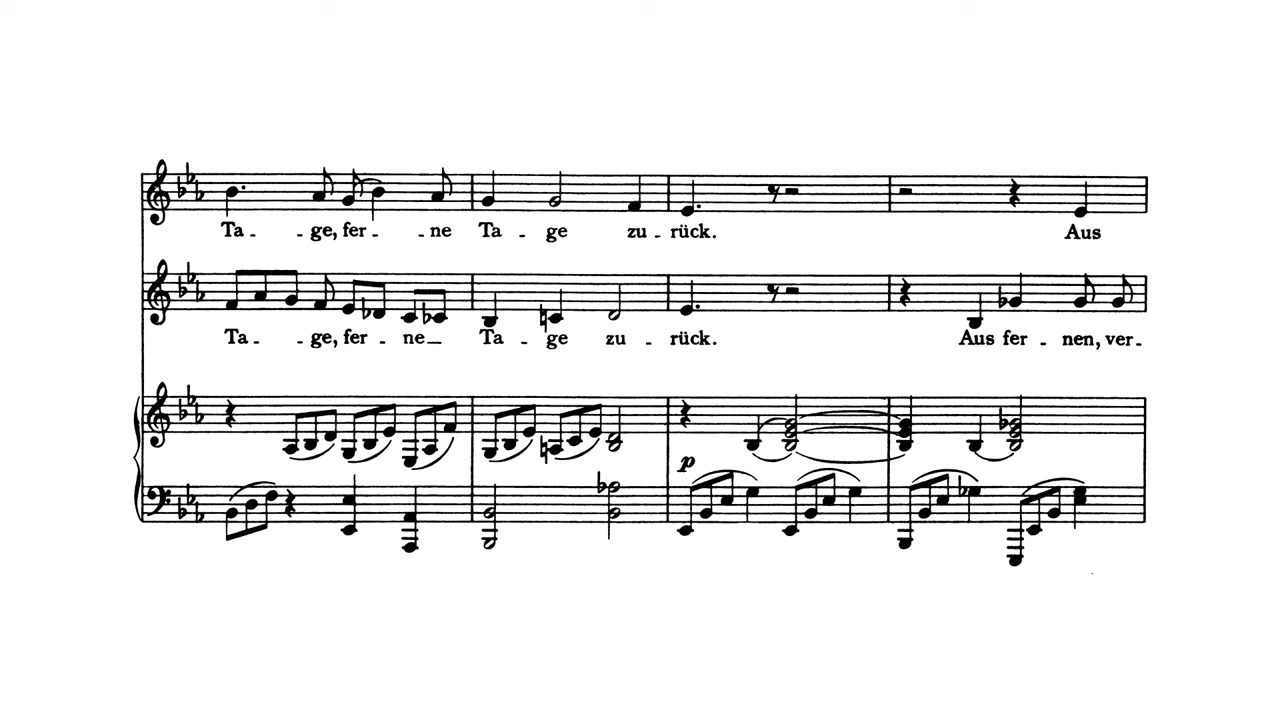 Ta - - ge, fer - - ne Ta - ge zu - rück. Aus
Ta - - ge, fer - ne Ta - ge zu - rück. Aus fer - nen, ver-
p